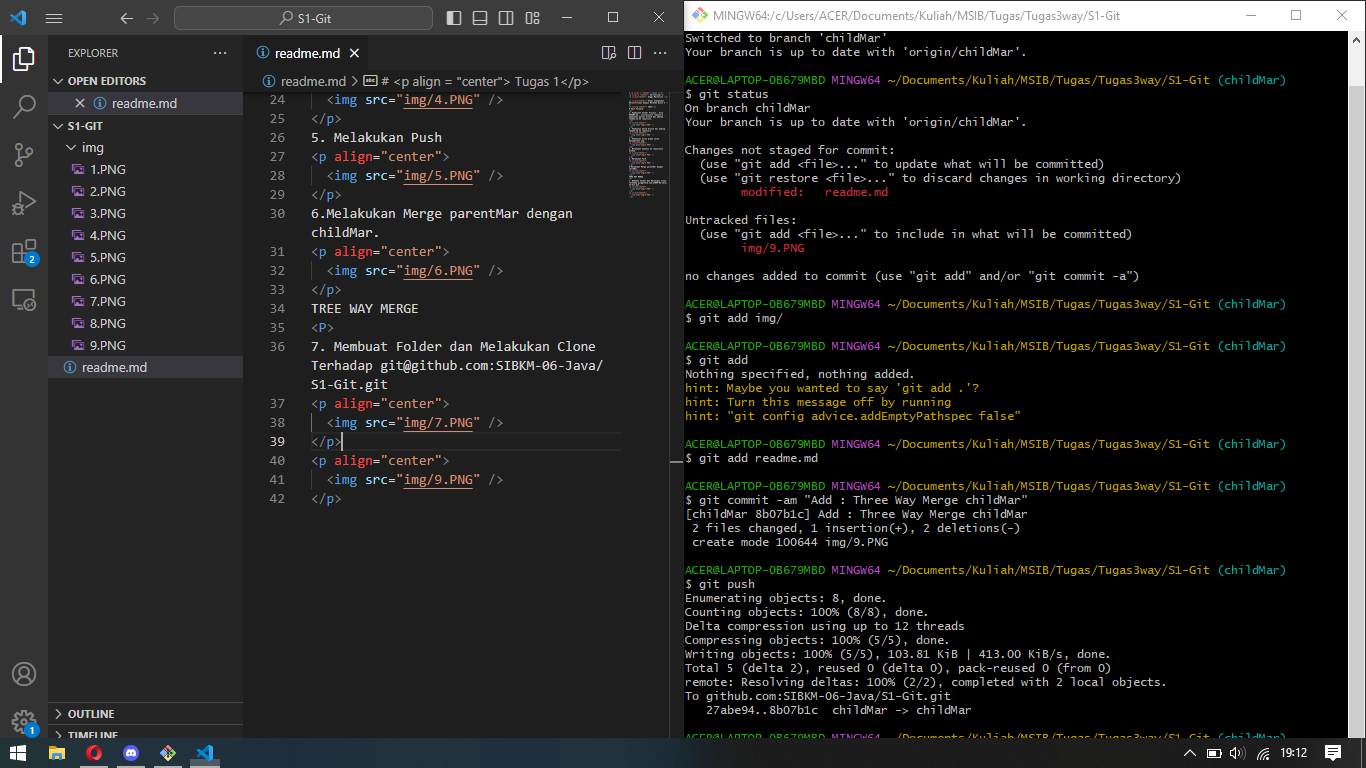 S1-Git
EXPLORER
OPEN EDITORS
readme.md
S1-GIT
img
1.PNG
2.PNG
3.PNG
4.PNG
5.PNG
6.PNG
7.PNG
8.PNG
9.PNG
readme.md
OUTLINE
TIMELINE
2
1
readme.md
readme.md > # <p align = "center"> Tugas 1</p>
24 <img src="img/4.PNG" />
25 </p>
26 5. Melakukan Push
27 <p align="center">
28 <img src="img/5.PNG" />
29 </p>
30 6.Melakukan Merge parentMar dengan
childMar.
31 <p align="center">
32 <img src="img/6.PNG" />
33 </p>
34 TREE WAY MERGE
35 <P>
36 7. Membuat Folder dan Melakukan Clone
Terhadap git@github.com:SIBKM-06-Java/
S1-Git.git
37 <p align="center">
38 <img src="img/7.PNG" />
39 </p>
40 <p align="center">
41 <img src="img/9.PNG" />
42 </p>
MINGW64:/c/Users/ACER/Documents/Kuliah/MSIB/Tugas/Tugas3way/S1-Git
Switched to branch 'childMar'
Your branch is up to date with 'origin/childMar'.
ACER@LAPTOP-OB679MBD MINGW64 ~/Documents/Kuliah/MSIB/Tugas/Tugas3way/S1-Git (childMar)
$ git status
On branch childMar
Your branch is up to date with 'origin/childMar'.
Changes not staged for commit:
(use "git add <file>..." to update what will be committed)
(use "git restore <file>..." to discard changes in working directory)
modified: readme.md
Untracked files:
(use "git add <file>..." to include in what will be committed)
img/9.PNG
no changes added to commit (use "git add" and/or "git commit -a")
ACER@LAPTOP-OB679MBD MINGW64 ~/Documents/Kuliah/MSIB/Tugas/Tugas3way/S1-Git (childMar)
$ git add img/
ACER@LAPTOP-OB679MBD MINGW64 ~/Documents/Kuliah/MSIB/Tugas/Tugas3way/S1-Git (childMar)
$ git add
Nothing specified, nothing added.
hint: Maybe you wanted to say 'git add .'?
hint: Turn this message off by running
hint: "git config advice.addEmptyPathspec false"
ACER@LAPTOP-OB679MBD MINGW64 ~/Documents/Kuliah/MSIB/Tugas/Tugas3way/S1-Git (childMar)
$ git add readme.md
ACER@LAPTOP-OB679MBD MINGW64 ~/Documents/Kuliah/MSIB/Tugas/Tugas3way/S1-Git (childMar)
$ git commit -am "Add : Three Way Merge childMar"
[childMar 8b07b1c] Add : Three Way Merge childMar
2 files changed, 1 insertion(+), 2 deletions(-)
create mode 100644 img/9.PNG
ACER@LAPTOP-OB679MBD MINGW64 ~/Documents/Kuliah/MSIB/Tugas/Tugas3way/S1-Git (childMar)
$ git push
Enumerating objects: 8, done.
Counting objects: 100% (8/8), done.
Delta compression using up to 12 threads
Compressing objects: 100% (5/5), done.
Writing objects: 100% (5/5), 103.81 KiB | 413.00 KiB/s, done.
Total 5 (delta 2), reused 0 (delta 0), pack-reused 0 (from 0)
remote: Resolving deltas: 100% (2/2), completed with 2 local objects.
To github.com:SIBKM-06-Java/S1-Git.git
27abe94..8b07b1c childMar -> childMar
ACER@LAPTOP-OB679MBD MINGW64 ~/Documents/Kuliah/MSIB/Tugas/Tugas3way/S1-Git (childMar)
19:12